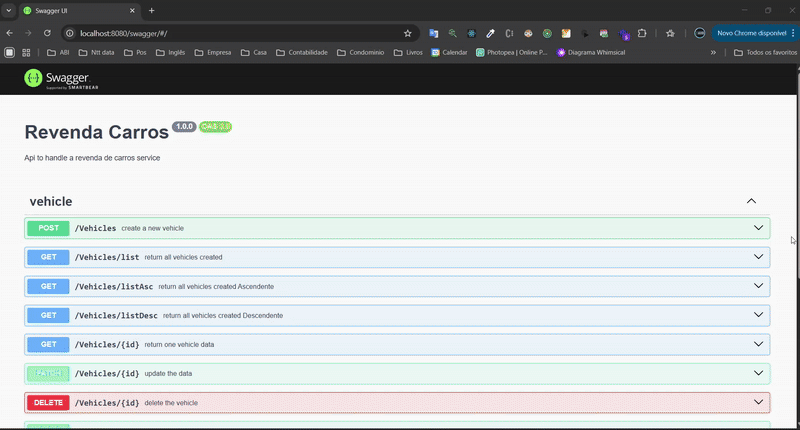 Swagger UI
localhost:8080/swagger/#/
Novo Chrome disponível
ABI
Ntt data
Pos
Inglês
Empresa
Casa
Contabilidade
Condominio
Livros
Calendar
Photopea | Online P...
Diagrama Whimsical
Todos os favoritos
Swagger
Supported by SMARTBEAR
Revenda Carros 1.0.0 OAS 3.0
Api to handle a revenda de carros service
vehicle
POST /Vehicles create a new vehicle
GET /Vehicles/list return all vehicles created
GET /Vehicles/listAsc return all vehicles created Ascendente
GET /Vehicles/listDesc return all vehicles created Descendente
GET /Vehicles/{id} return one vehicle data
PATCH /Vehicles/{id} update the data
DELETE /Vehicles/{id} delete the vehicle